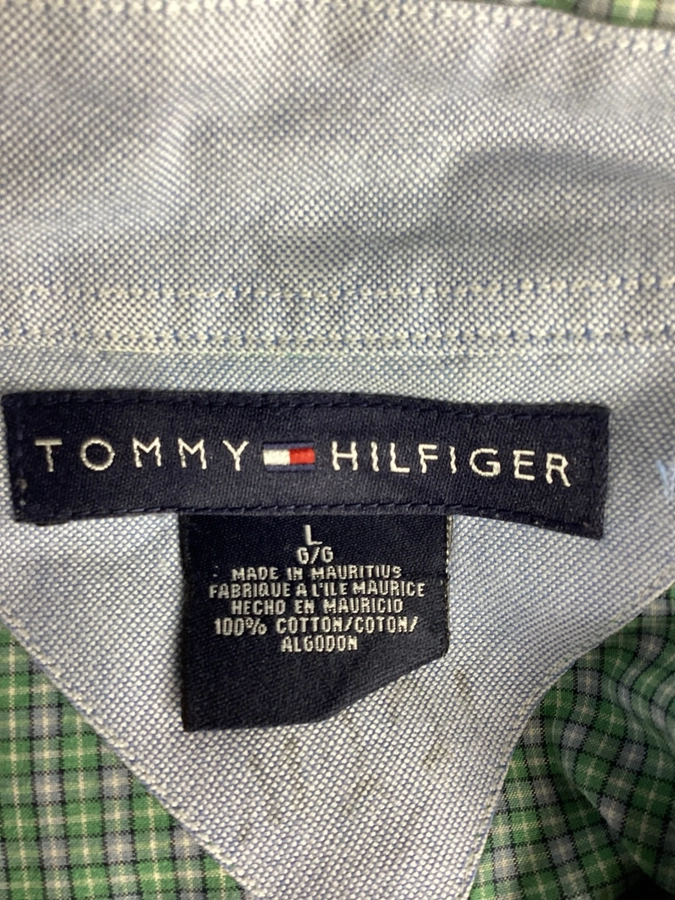 TOMMY HILFIGER
L
G/G
MADE IN MAURITIUS
FABRIQUE A L'ILE MAURICE
HECHO EN MAURICIO
100% COTTON/COTON/
ALGODON